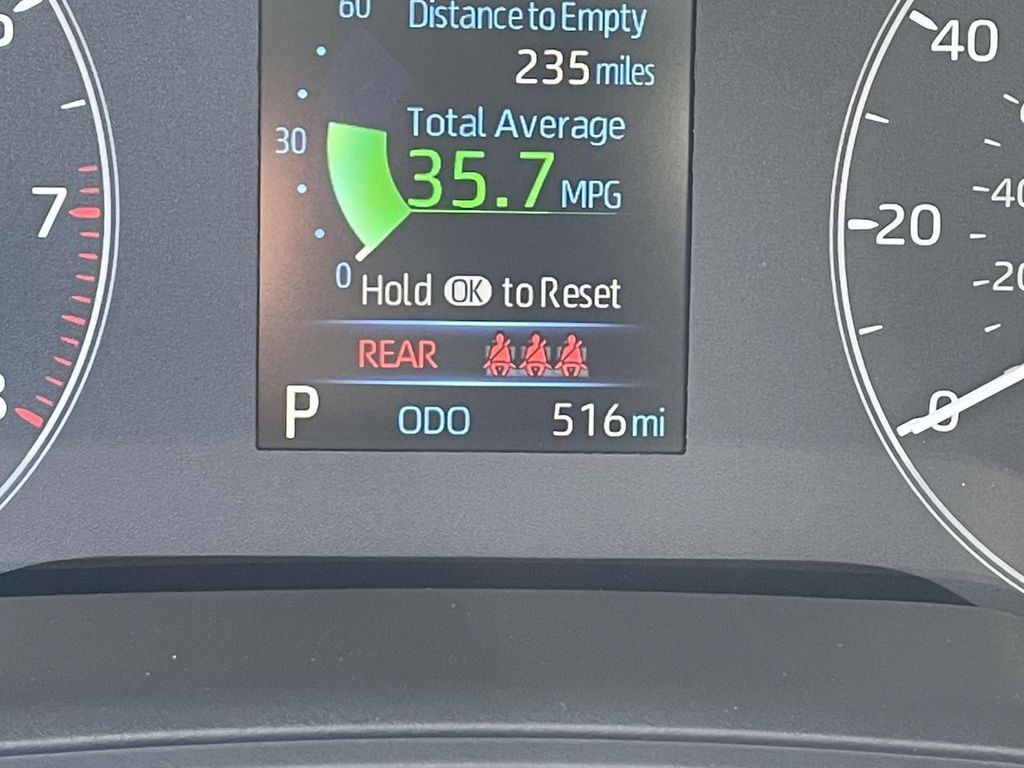 60
Distance to Empty
235 miles
Total Average
30
35.7 MPG
0
Hold OK to Reset
REAR
P ODO 516 mi
7
40
20
0